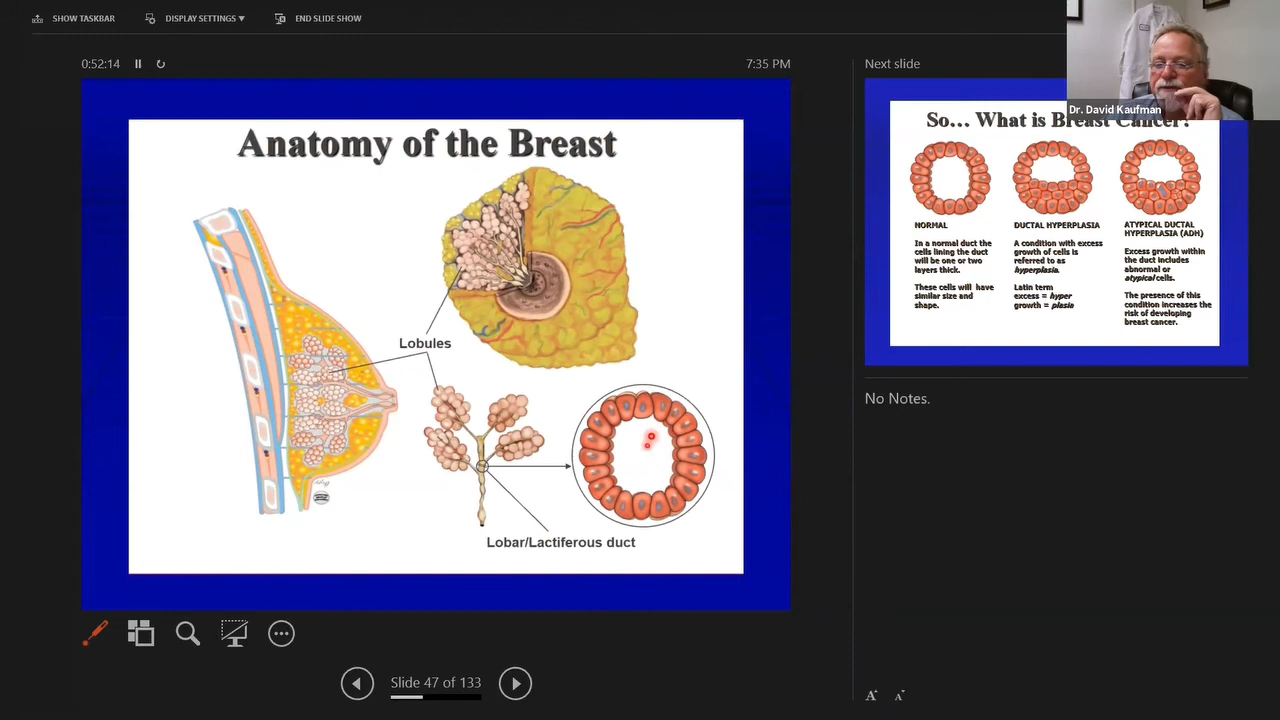 SHOW TASKBAR
DISPLAY SETTINGS ▼
END SLIDE SHOW
0:52:14
7:35 PM
Next slide
Dr. David Kaufman
Anatomy of the Breast
Lobules
Lobar/Lactiferous duct
So... What is Breast Cancer?
NORMAL
In a normal duct the
cells lining the duct
will be one or two
layers thick.
These cells will have
similar size and
shape.
DUCTAL HYPERPLASIA
A condition with excess
growth of cells is
referred to as
hyperplasia.
Latin term
excess = hyper
growth = plasia
ATYPICAL DUCTAL
HYPERPLASIA (ADH)
Excess growth within
the duct includes
abnormal or
atypical cells.
The presence of this
condition increases the
risk of developing
breast cancer.
No Notes.
Slide 47 of 133
A A